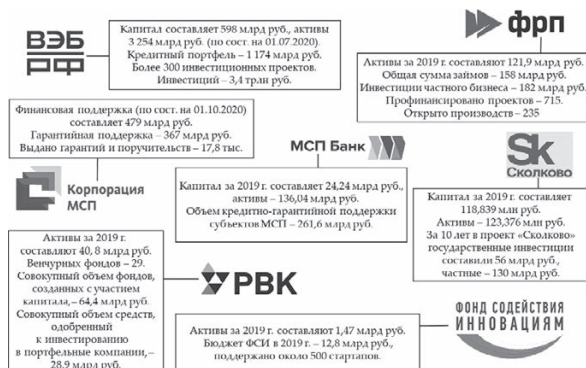 ВЭБ
РФ
Капитал составляет 598 млрд руб., активы
3 254 млрд руб. (по сост. на 01.07.2020).
Кредитный портфель – 1 174 млрд руб.
Более 300 инвестиционных проектов.
Инвестиций – 3,4 трлн руб.
фрп
Активы за 2019 г. составляют 121,9 млрд руб.
Общая сумма займов – 158 млрд руб.
Инвестиции частного бизнеса – 182 млрд руб.
Профинансировано проектов – 715.
Открыто производств – 235
Финансовая поддержка (по сост. на 01.10.2020)
составляет 479 млрд руб.
Гарантийная поддержка – 367 млрд руб.
Выдано гарантий и поручительств – 17,8 тыс.
Корпорация
МСП
МСП Банк
Капитал за 2019 г. составляет 24,24 млрд руб.,
активы – 136,04 млрд руб.
Объем кредитно-гарантийной поддержки
субъектов МСП – 261,6 млрд руб.
Sk
Сколково
Капитал за 2019 г. составляет
118,839 млн руб.
Активы – 123,376 млн руб.
За 10 лет в проект «Сколково»
государственные инвестиции
составили 56 млрд руб.,
частные – 130 млрд руб.
Активы за 2019 г.
составляют 40,8 млрд руб.
Венчурных фондов – 29.
Совокупный объем фондов,
созданных с участием
капитала, – 64,4 млрд руб.
Совокупный объем средств,
одобренный
к инвестированию
в портфельные компании, –
28,9 млрд руб.
РВК
Активы за 2019 г. составляют 1,47 млрд руб.
Бюджет ФСИ в 2019 г. – 12,8 млрд руб.,
поддержано около 500 стартапов.
ФОНД СОДЕЙСТВИЯ
ИННОВАЦИЯМ